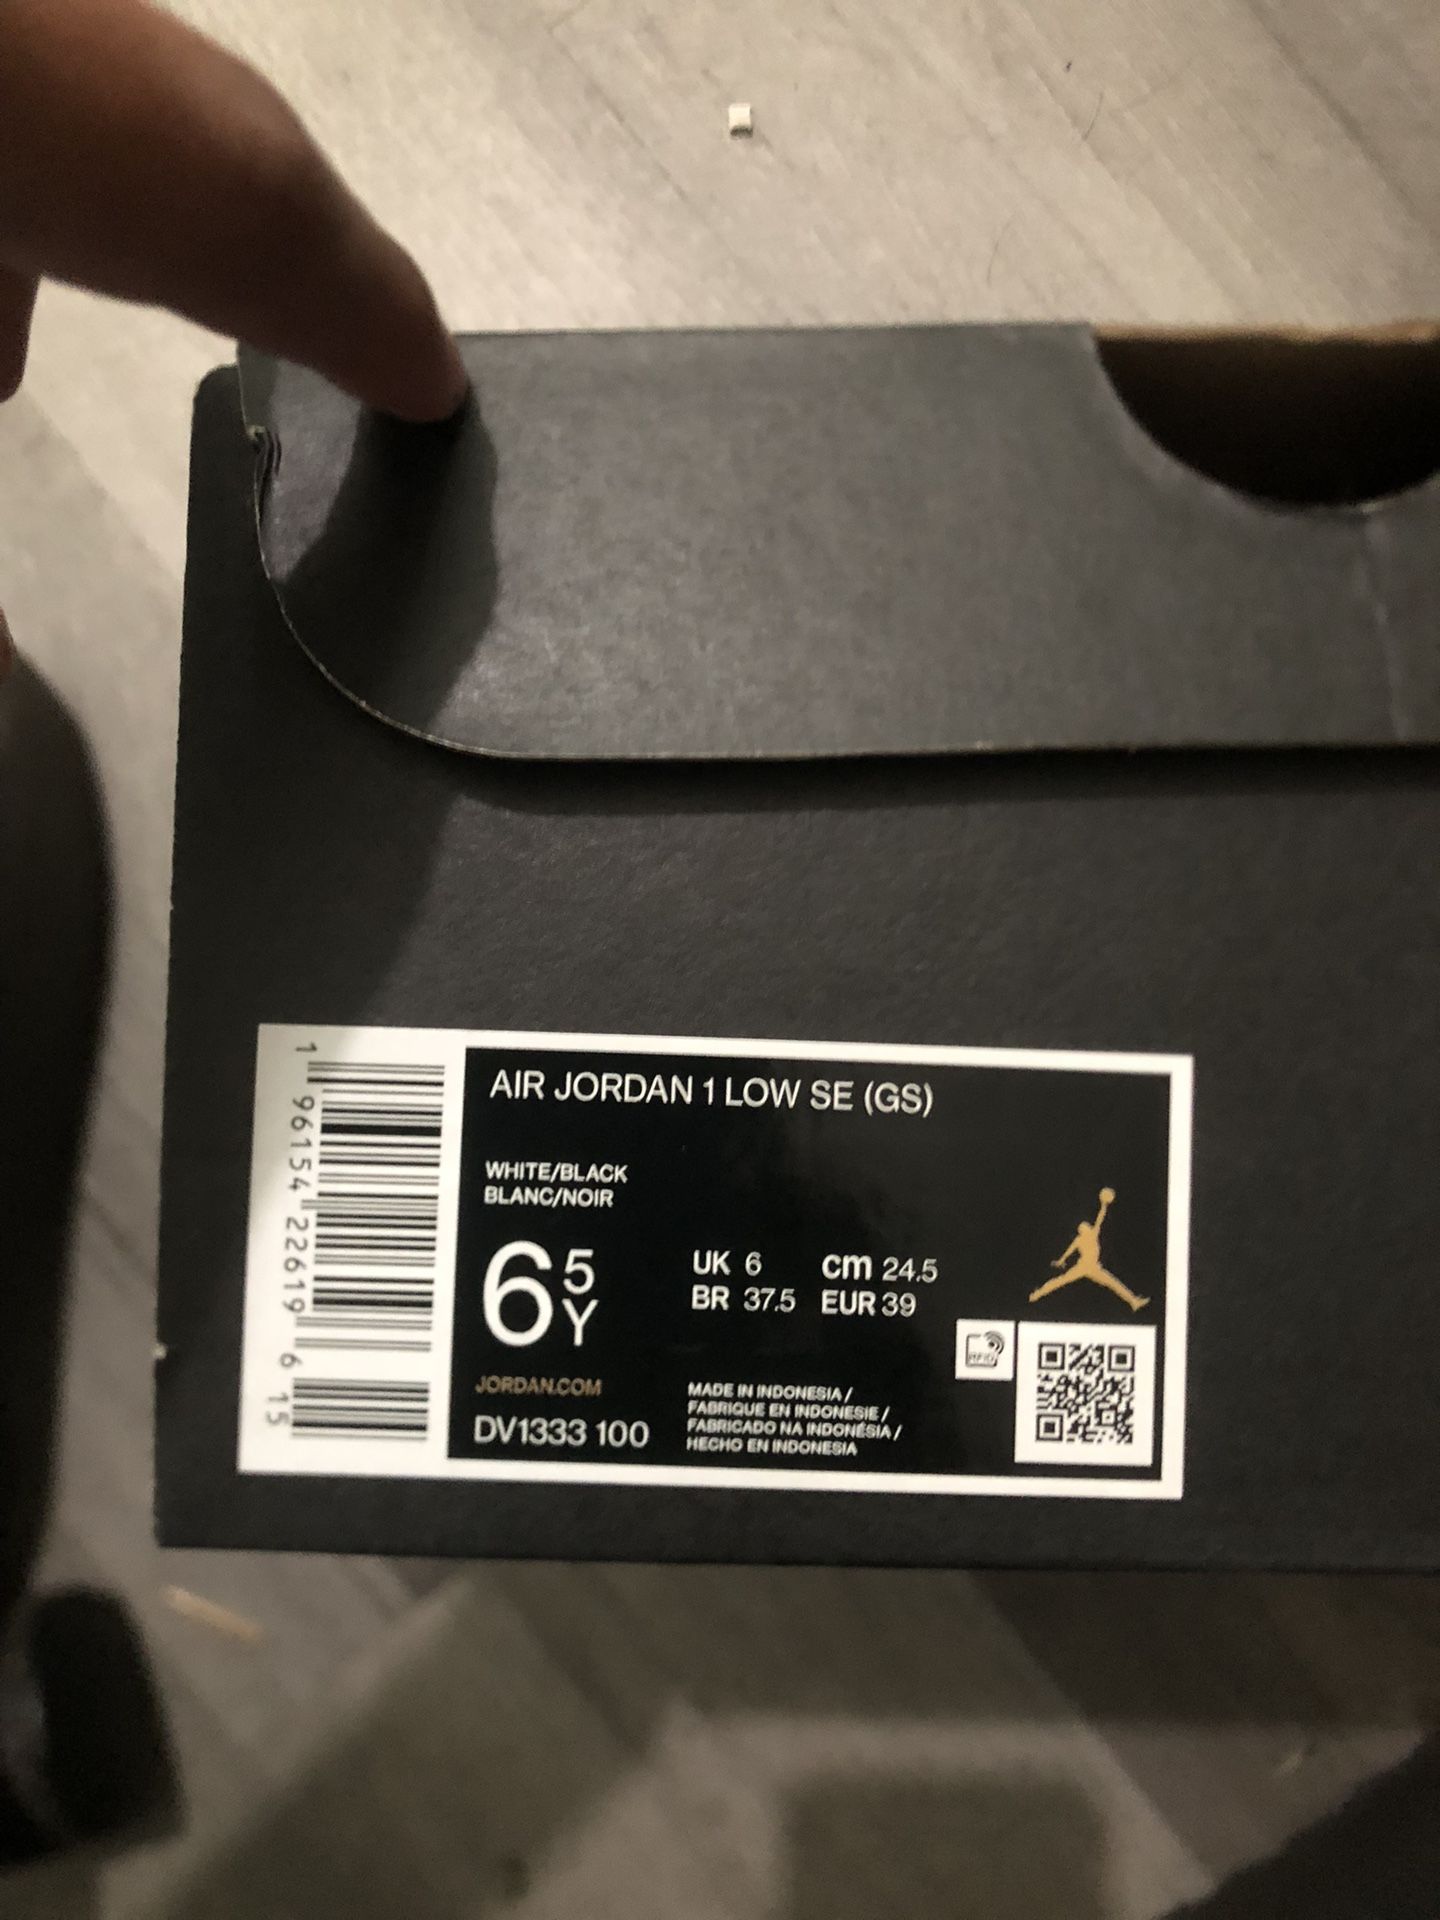 AIR JORDAN 1 LOW SE (GS)
WHITE/BLACK
BLANC/NOIR
6 5Y
UK 6 cm 24.5
BR 37.5 EUR 39
JORDAN.COM
DV1333 100
MADE IN INDONESIA /
FABRIQUE EN INDONESIE /
FABRICADO NA INDONÉSIA /
HECHO EN INDONESIA
RFID
1 96154 22619 6 15